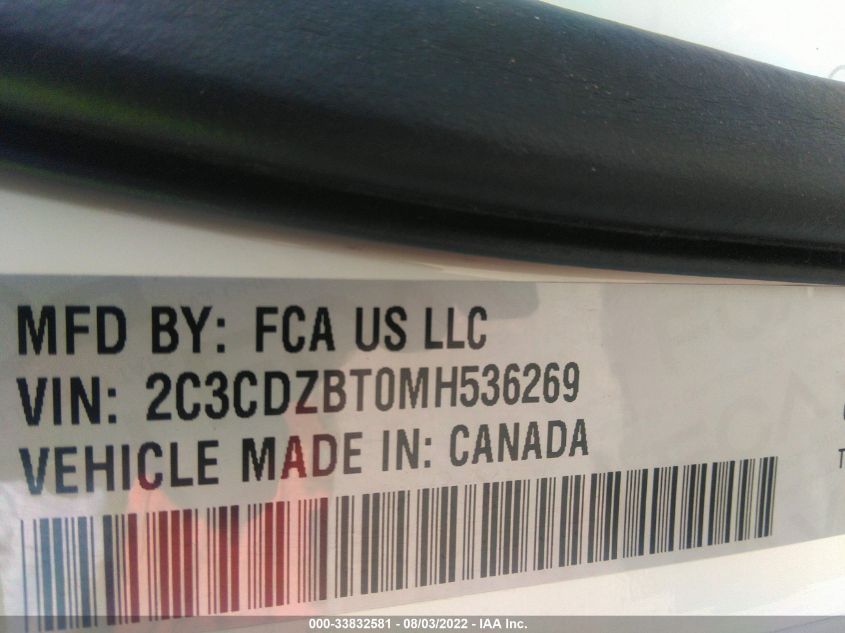 MFD BY: FCA US LLC
VIN: 2C3CDZBT0MH536269
VEHICLE MADE IN: CANADA
T
000-33832581 - 08/03/2022 - IAA Inc.